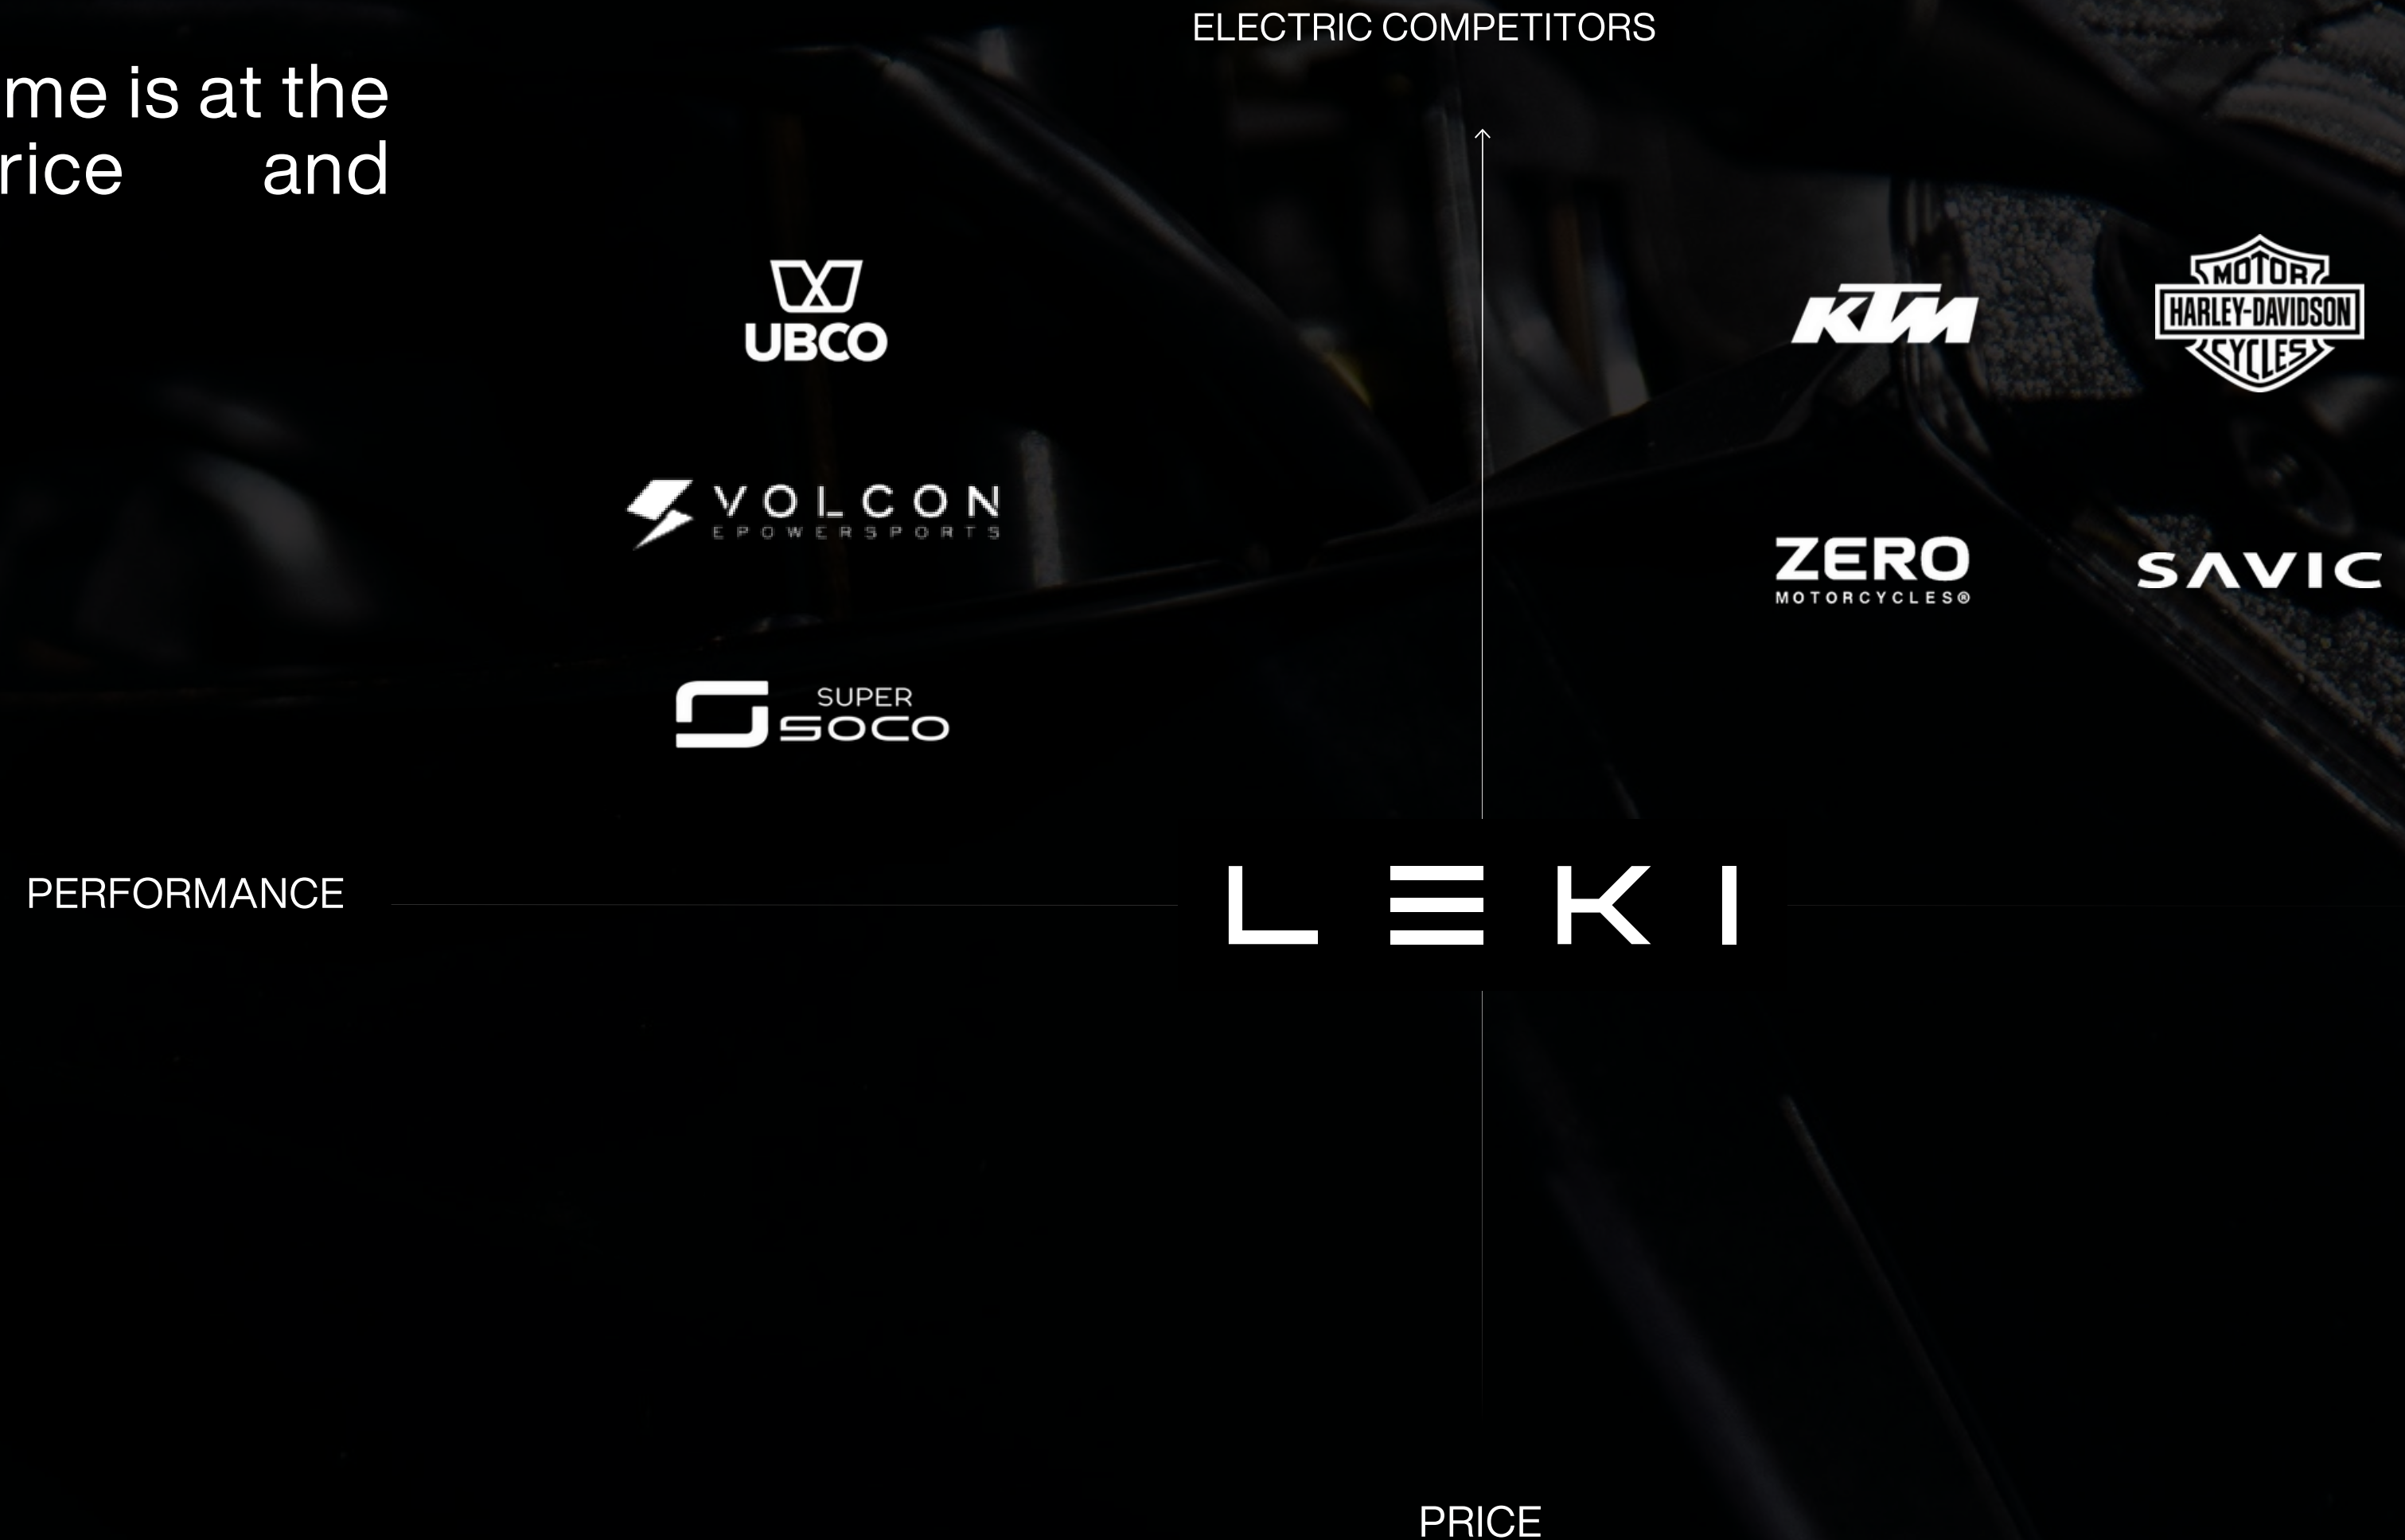 ELECTRIC COMPETITORS
me is at the
rice and
UBCO
KTM
MOTOR
HARLEY-DAVIDSON
CYCLES
VOLCON
EPOWERSPORTS
ZERO
MOTORCYCLES®
SAVIC
SUPER
SOCO
PERFORMANCE
LEKI
PRICE